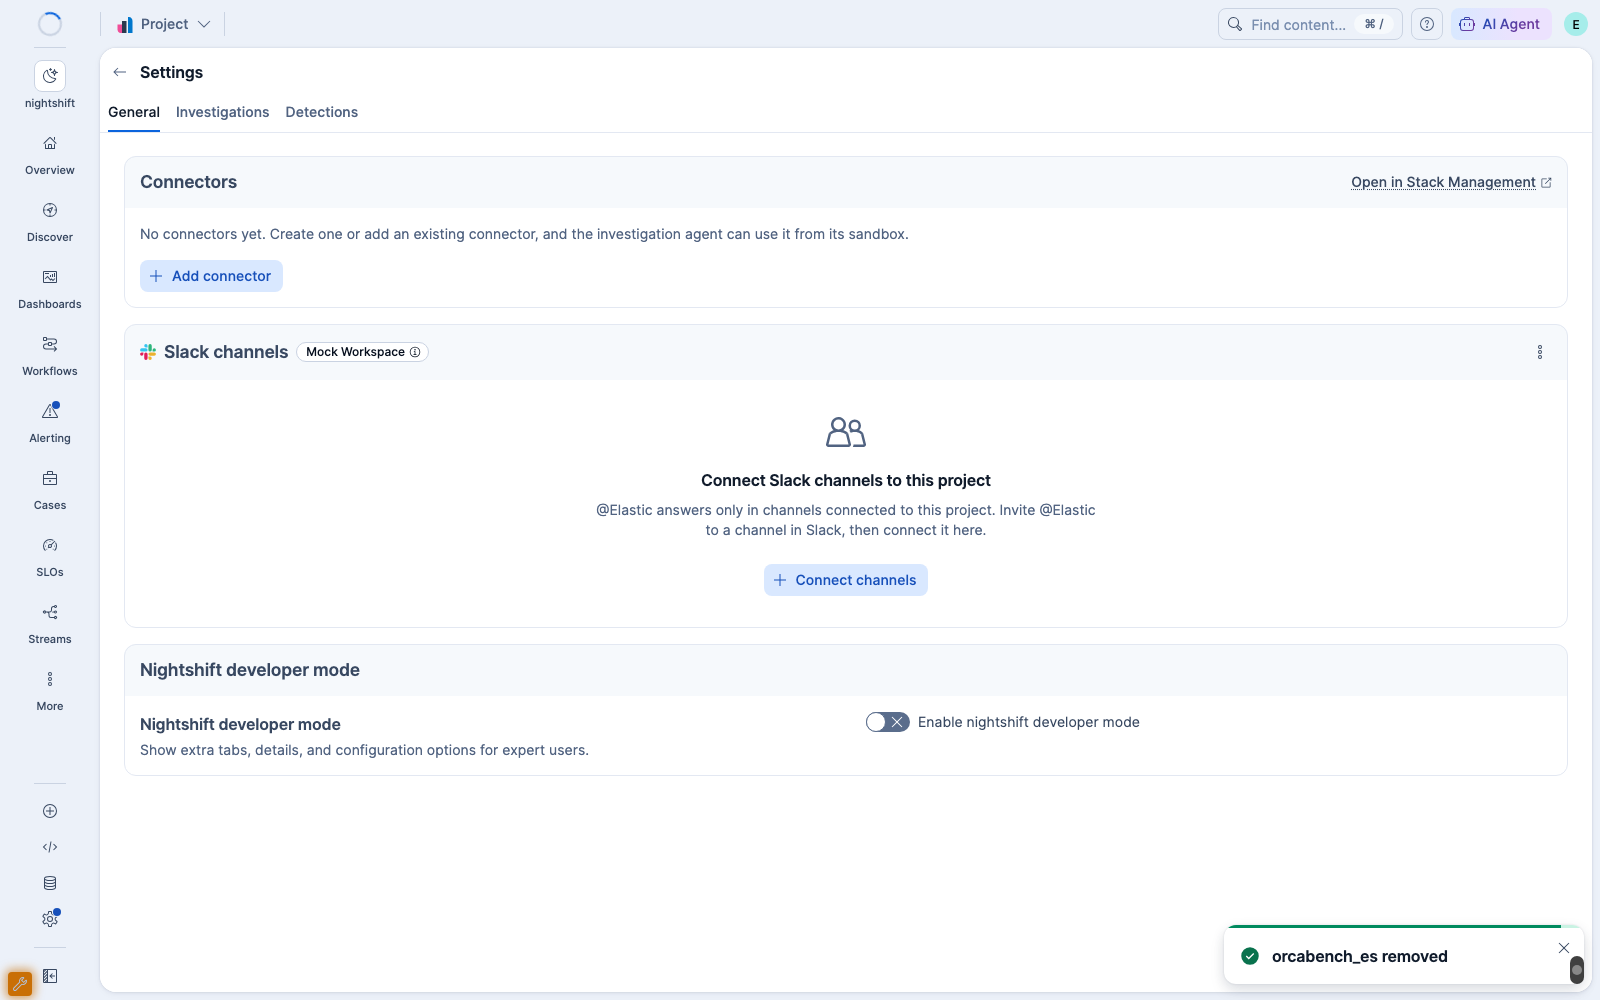 Project
Find content...
⌘ /
AI Agent
E
nightshift
Overview
Discover
Dashboards
Workflows
Alerting
Cases
SLOs
Streams
More
Settings
General
Investigations
Detections
Connectors
Open in Stack Management
No connectors yet. Create one or add an existing connector, and the investigation agent can use it from its sandbox.
Add connector
Slack channels
Mock Workspace
Connect Slack channels to this project
@Elastic answers only in channels connected to this project. Invite @Elastic
to a channel in Slack, then connect it here.
Connect channels
Nightshift developer mode
Nightshift developer mode
Show extra tabs, details, and configuration options for expert users.
Enable nightshift developer mode
orcabench_es removed